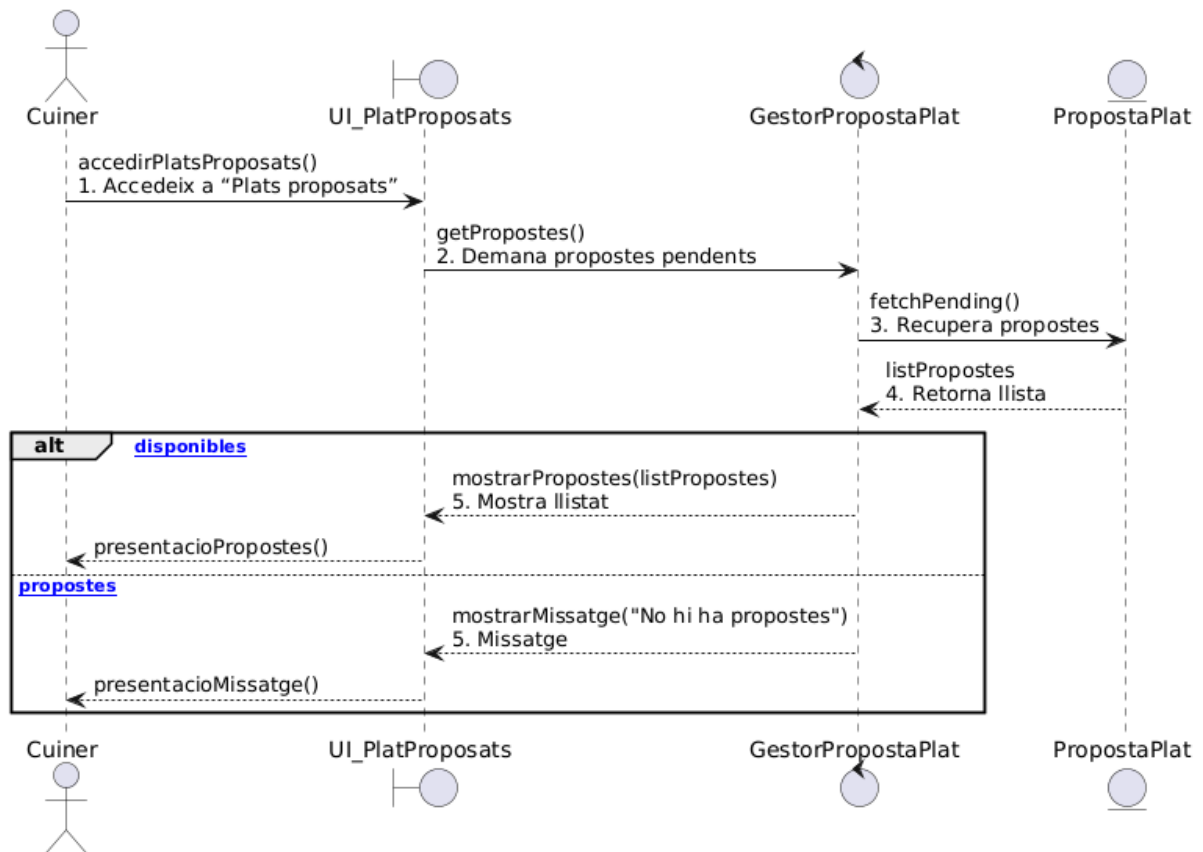 Cuiner
UI_PlatProposats
GestorPropostaPlat
PropostaPlat
accedirPlatsProposats()
1. Accedeix a “Plats proposats”
getPropostes()
2. Demana propostes pendents
fetchPending()
3. Recupera propostes
listPropostes
4. Retorna llista
alt
disponibles
mostrarPropostes(listPropostes)
5. Mostra llistat
presentacioPropostes()
propostes
mostrarMissatge("No hi ha propostes")
5. Missatge
presentacioMissatge()
Cuiner
UI_PlatProposats
GestorPropostaPlat
PropostaPlat